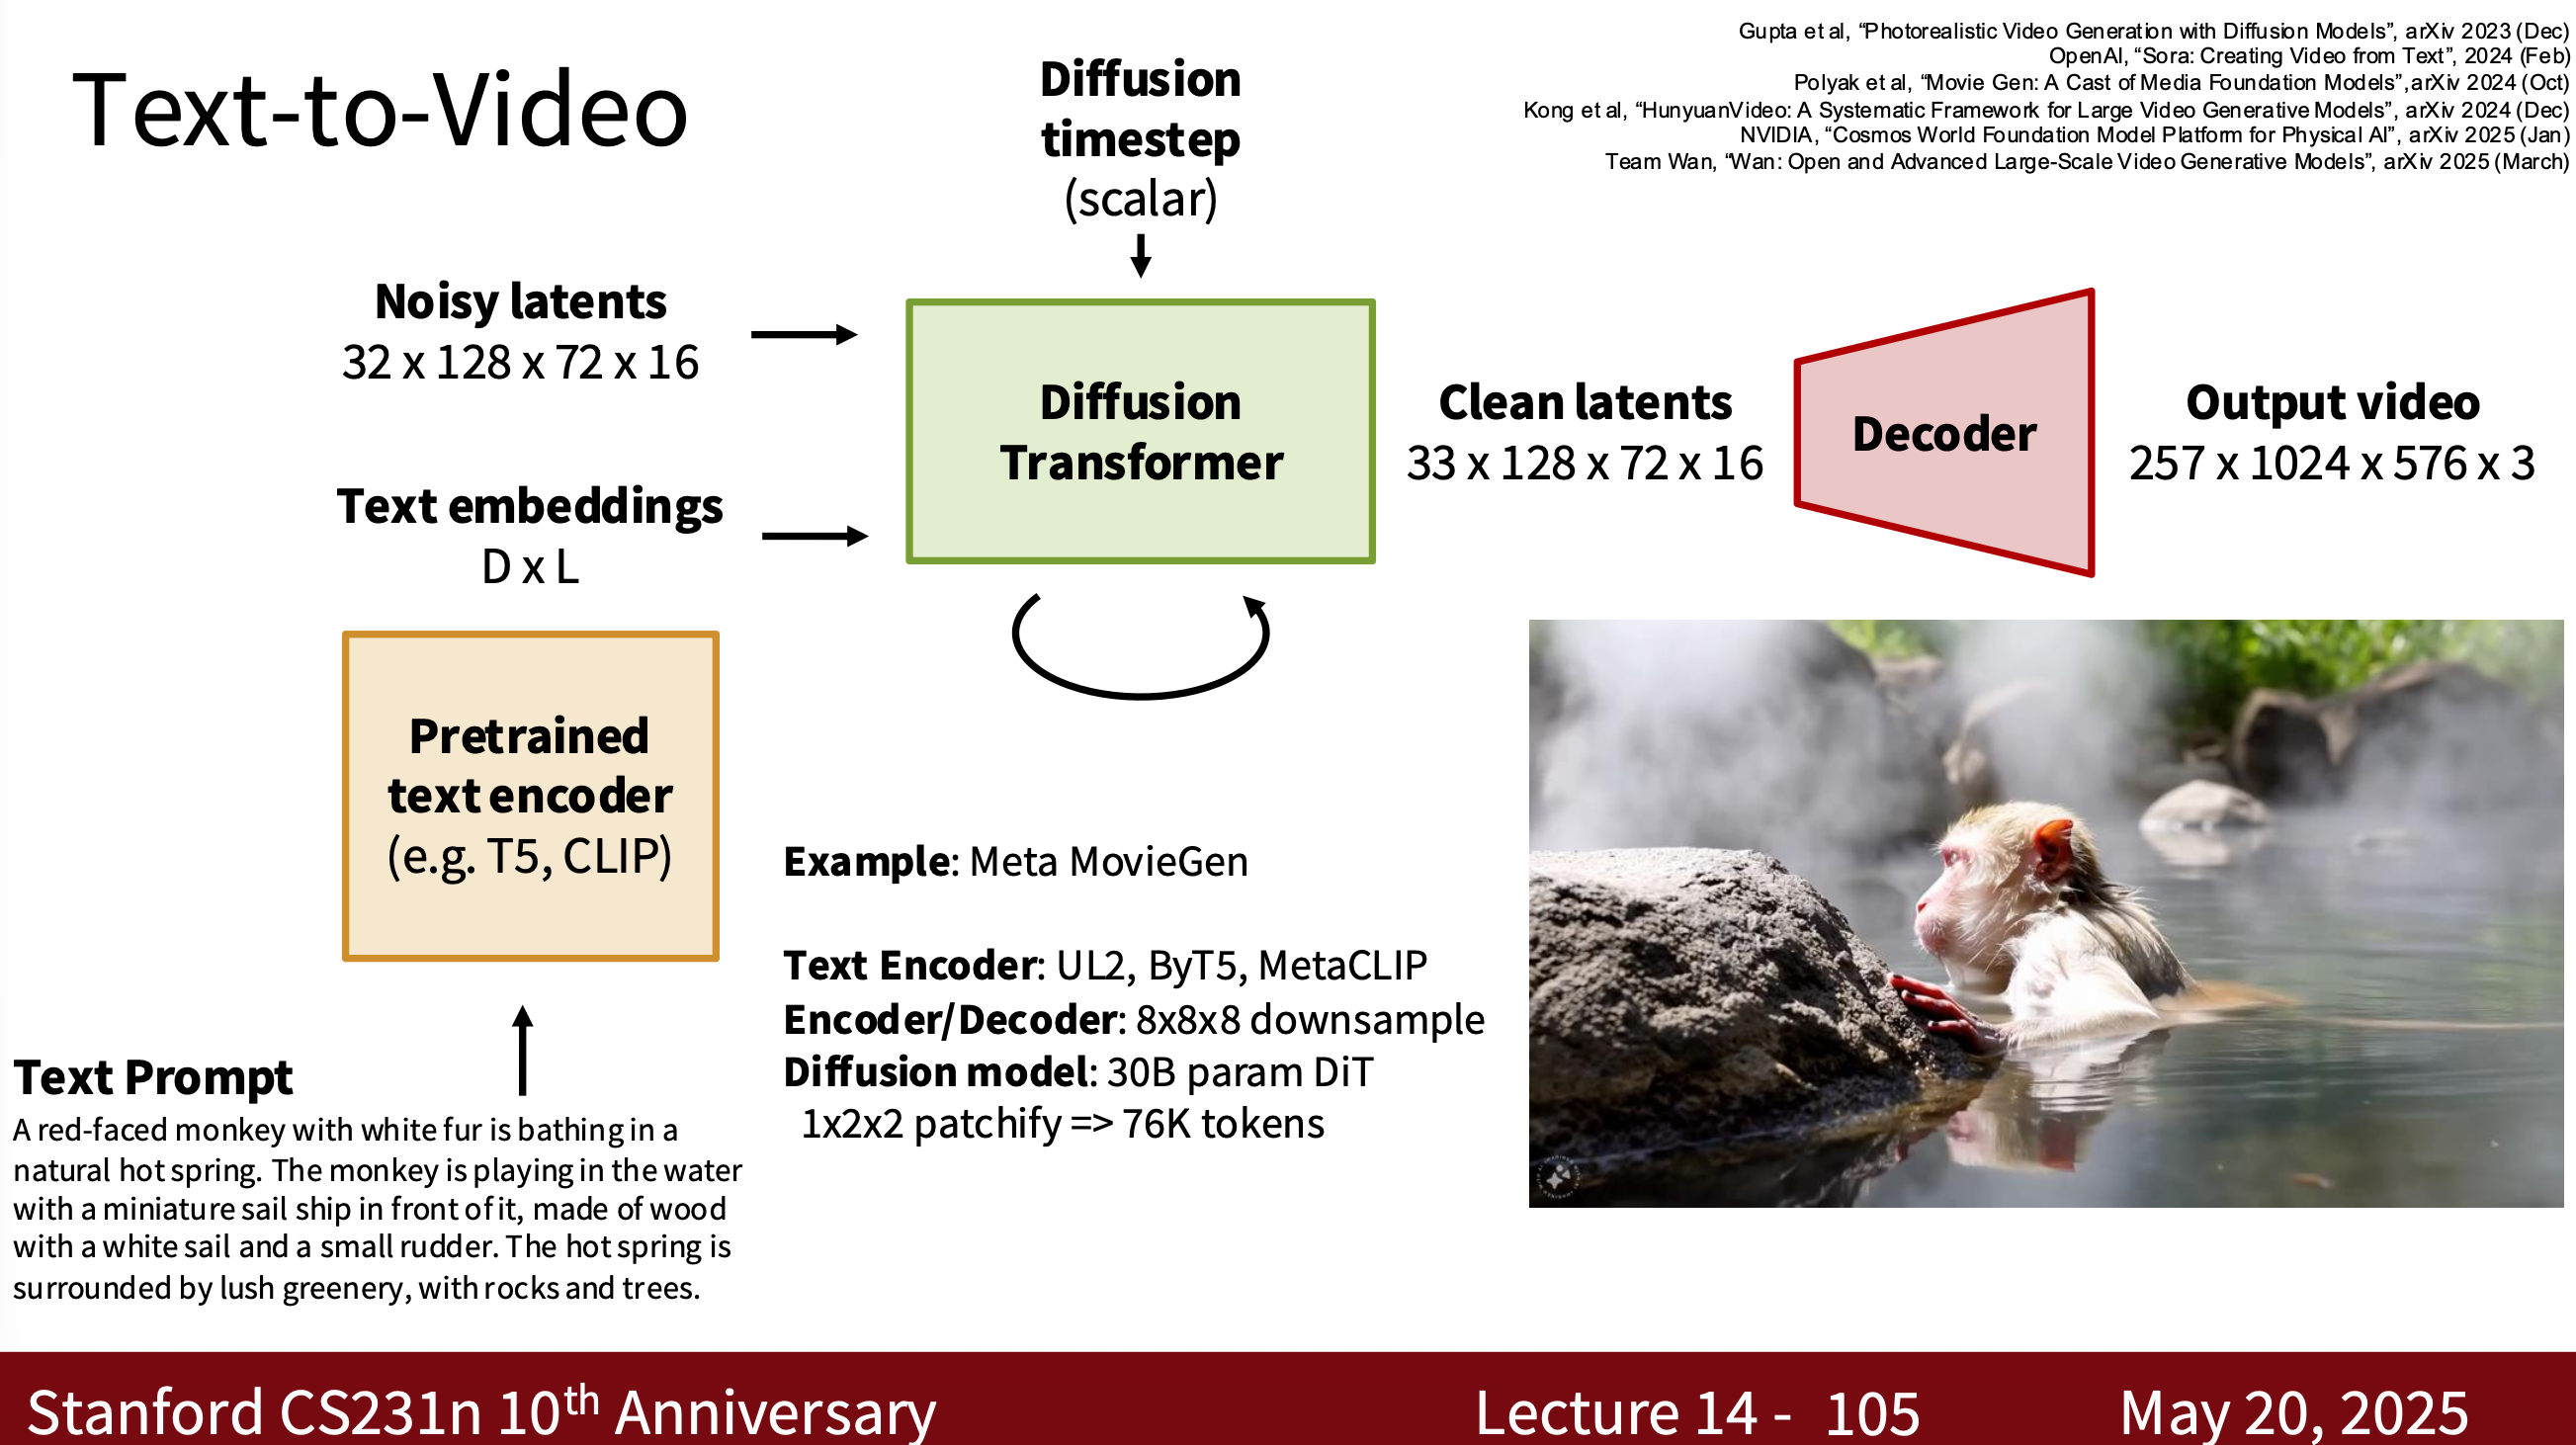 Text-to-Video
Gupta et al, “Photorealistic Video Generation with Diffusion Models”, arXiv 2023 (Dec)
OpenAI, “Sora: Creating Video from Text”, 2024 (Feb)
Polyak et al, “Movie Gen: A Cast of Media Foundation Models”, arXiv 2024 (Oct)
Kong et al, “HunyuanVideo: A Systematic Framework for Large Video Generative Models”, arXiv 2024 (Dec)
NVIDIA, “Cosmos World Foundation Model Platform for Physical AI”, arXiv 2025 (Jan)
Team Wan, “Wan: Open and Advanced Large-Scale Video Generative Models”, arXiv 2025 (March)
Diffusion
timestep
(scalar)
Noisy latents
32 x 128 x 72 x 16
Text embeddings
D x L
Diffusion
Transformer
Clean latents
33 x 128 x 72 x 16
Decoder
Output video
257 x 1024 x 576 x 3
Pretrained
text encoder
(e.g. T5, CLIP)
Text Prompt
A red-faced monkey with white fur is bathing in a
natural hot spring. The monkey is playing in the water
with a miniature sail ship in front of it, made of wood
with a white sail and a small rudder. The hot spring is
surrounded by lush greenery, with rocks and trees.
Example: Meta MovieGen
Text Encoder: UL2, ByT5, MetaCLIP
Encoder/Decoder: 8x8x8 downsample
Diffusion model: 30B param DiT
1x2x2 patchify => 76K tokens
Stanford CS231n 10th Anniversary
Lecture 14 - 105
May 20, 2025